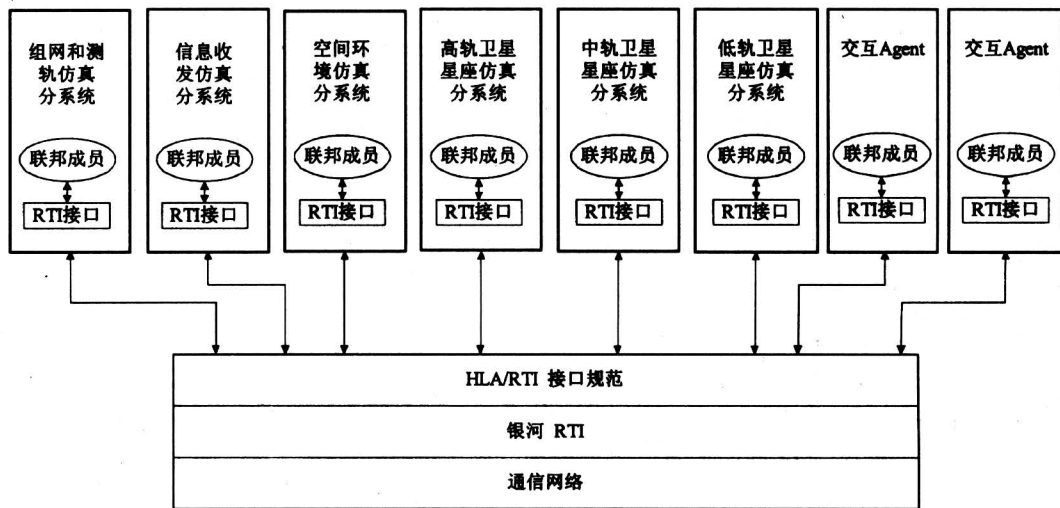 组网和测
轨仿真
分系统
联邦成员
RTI接口
信息收
发仿真
分系统
联邦成员
RTI接口
空间环
境仿真
分系统
联邦成员
RTI接口
高轨卫星
星座仿真
分系统
联邦成员
RTI接口
中轨卫星
星座仿真
分系统
联邦成员
RTI接口
低轨卫星
星座仿真
分系统
联邦成员
RTI接口
交互Agent
联邦成员
RTI接口
交互Agent
联邦成员
RTI接口
HLA/RTI 接口规范
银河 RTI
通信网络